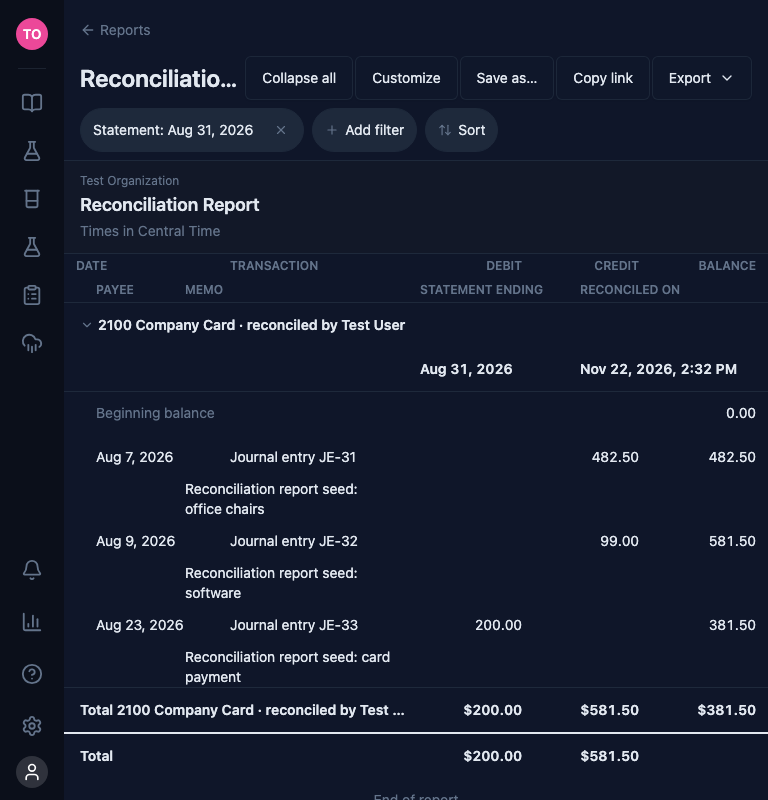 TO
Reports
Reconciliatio...
Collapse all
Customize
Save as...
Copy link
Export
Statement: Aug 31, 2026
Add filter
Sort
Test Organization
Reconciliation Report
Times in Central Time
DATE TRANSACTION DEBIT CREDIT BALANCE
PAYEE MEMO STATEMENT ENDING RECONCILED ON
2100 Company Card · reconciled by Test User
Aug 31, 2026 Nov 22, 2026, 2:32 PM
Beginning balance 0.00
Aug 7, 2026 Journal entry JE-31 482.50 482.50
Reconciliation report seed:
office chairs
Aug 9, 2026 Journal entry JE-32 99.00 581.50
Reconciliation report seed:
software
Aug 23, 2026 Journal entry JE-33 200.00 381.50
Reconciliation report seed: card
payment
Total 2100 Company Card · reconciled by Test ... $200.00 $581.50 $381.50
Total $200.00 $581.50
End of report